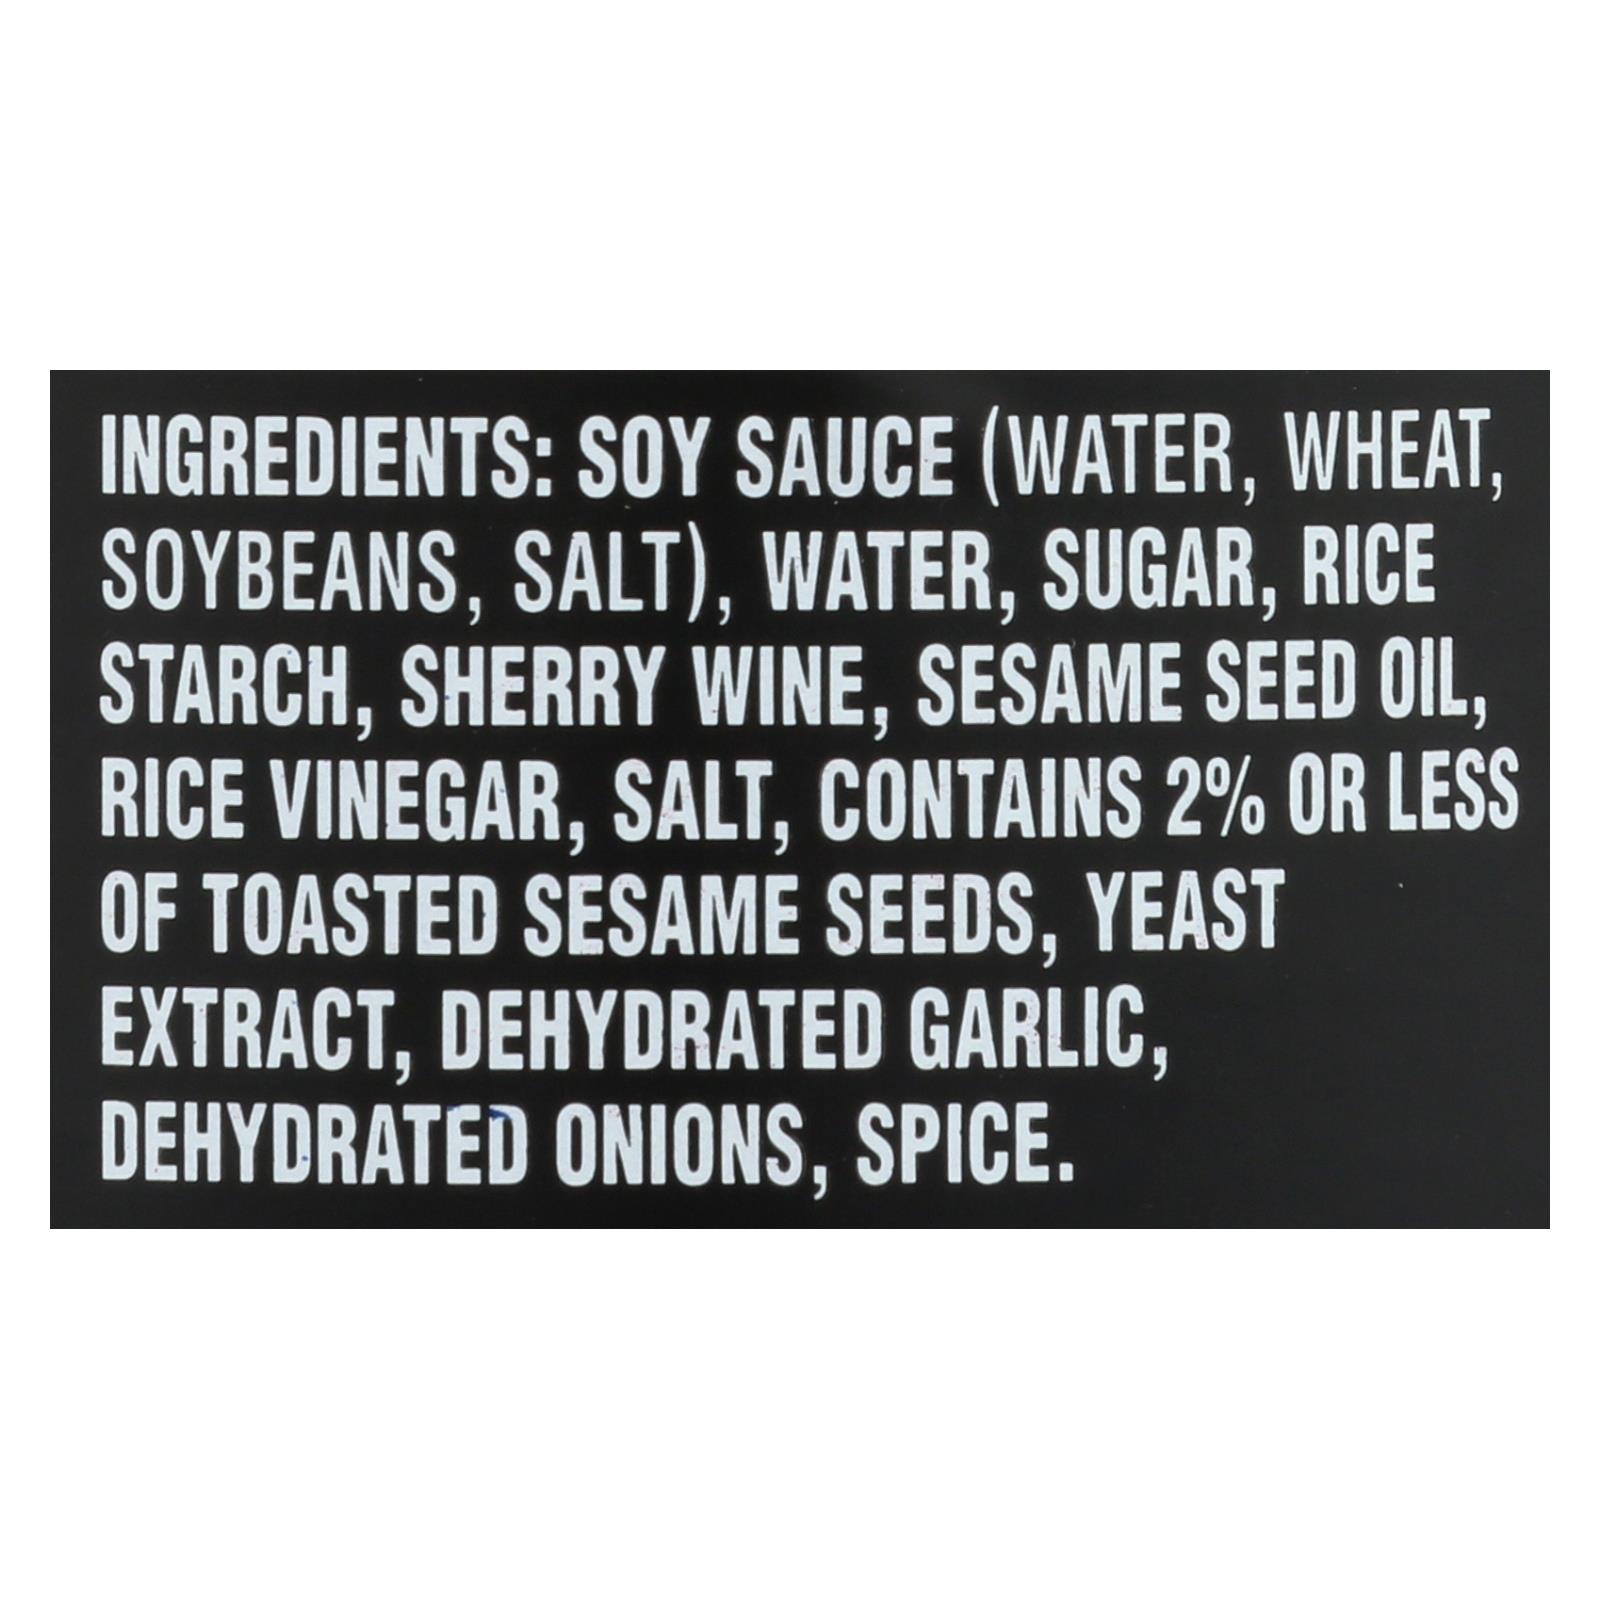 INGREDIENTS: SOY SAUCE (WATER, WHEAT,
SOYBEANS, SALT), WATER, SUGAR, RICE
STARCH, SHERRY WINE, SESAME SEED OIL,
RICE VINEGAR, SALT, CONTAINS 2% OR LESS
OF TOASTED SESAME SEEDS, YEAST
EXTRACT, DEHYDRATED GARLIC,
DEHYDRATED ONIONS, SPICE.